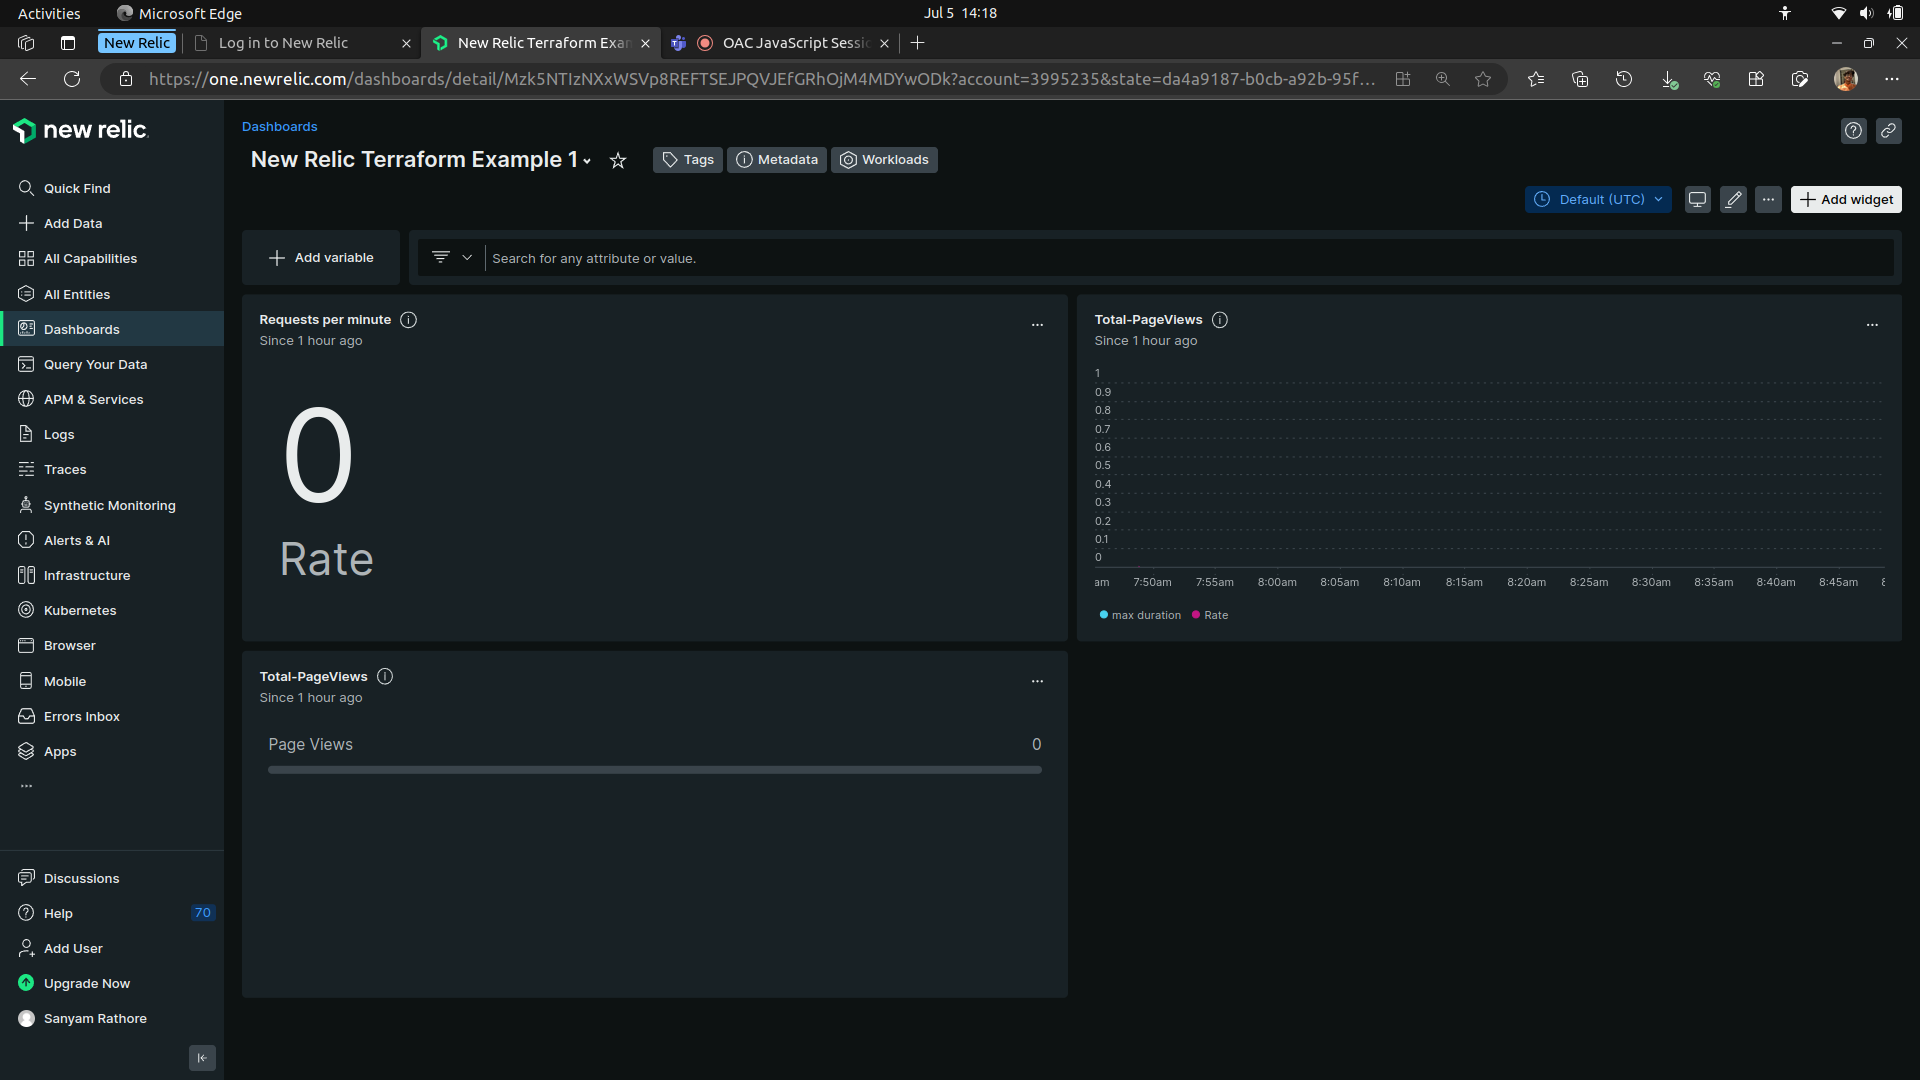 Activities
Microsoft Edge
Jul 5 14:18
New Relic
Log in to New Relic
New Relic Terraform Exan
OAC JavaScript Sessic
https://one.newrelic.com/dashboards/detail/Mzk5NTIzNXxWSVp8REFTSEJPQVJEfGRhOjM4MDYwODk?account=3995235&state=da4a9187-b0cb-a92b-95f...
new relic
Quick Find
Add Data
All Capabilities
All Entities
Dashboards
Query Your Data
APM & Services
Logs
Traces
Synthetic Monitoring
Alerts & AI
Infrastructure
Kubernetes
Browser
Mobile
Errors Inbox
Apps
...
Discussions
Help 70
Add User
Upgrade Now
Sanyam Rathore
Dashboards
New Relic Terraform Example 1
Tags
Metadata
Workloads
Default (UTC)
...
Add widget
Add variable
Search for any attribute or value.
Requests per minute
...
Since 1 hour ago
0
Rate
Total-PageViews
...
Since 1 hour ago
1
0.9
0.8
0.7
0.6
0.5
0.4
0.3
0.2
0.1
0
am 7:50am 7:55am 8:00am 8:05am 8:10am 8:15am 8:20am 8:25am 8:30am 8:35am 8:40am 8:45am
max duration Rate
Total-PageViews
...
Since 1 hour ago
Page Views 0